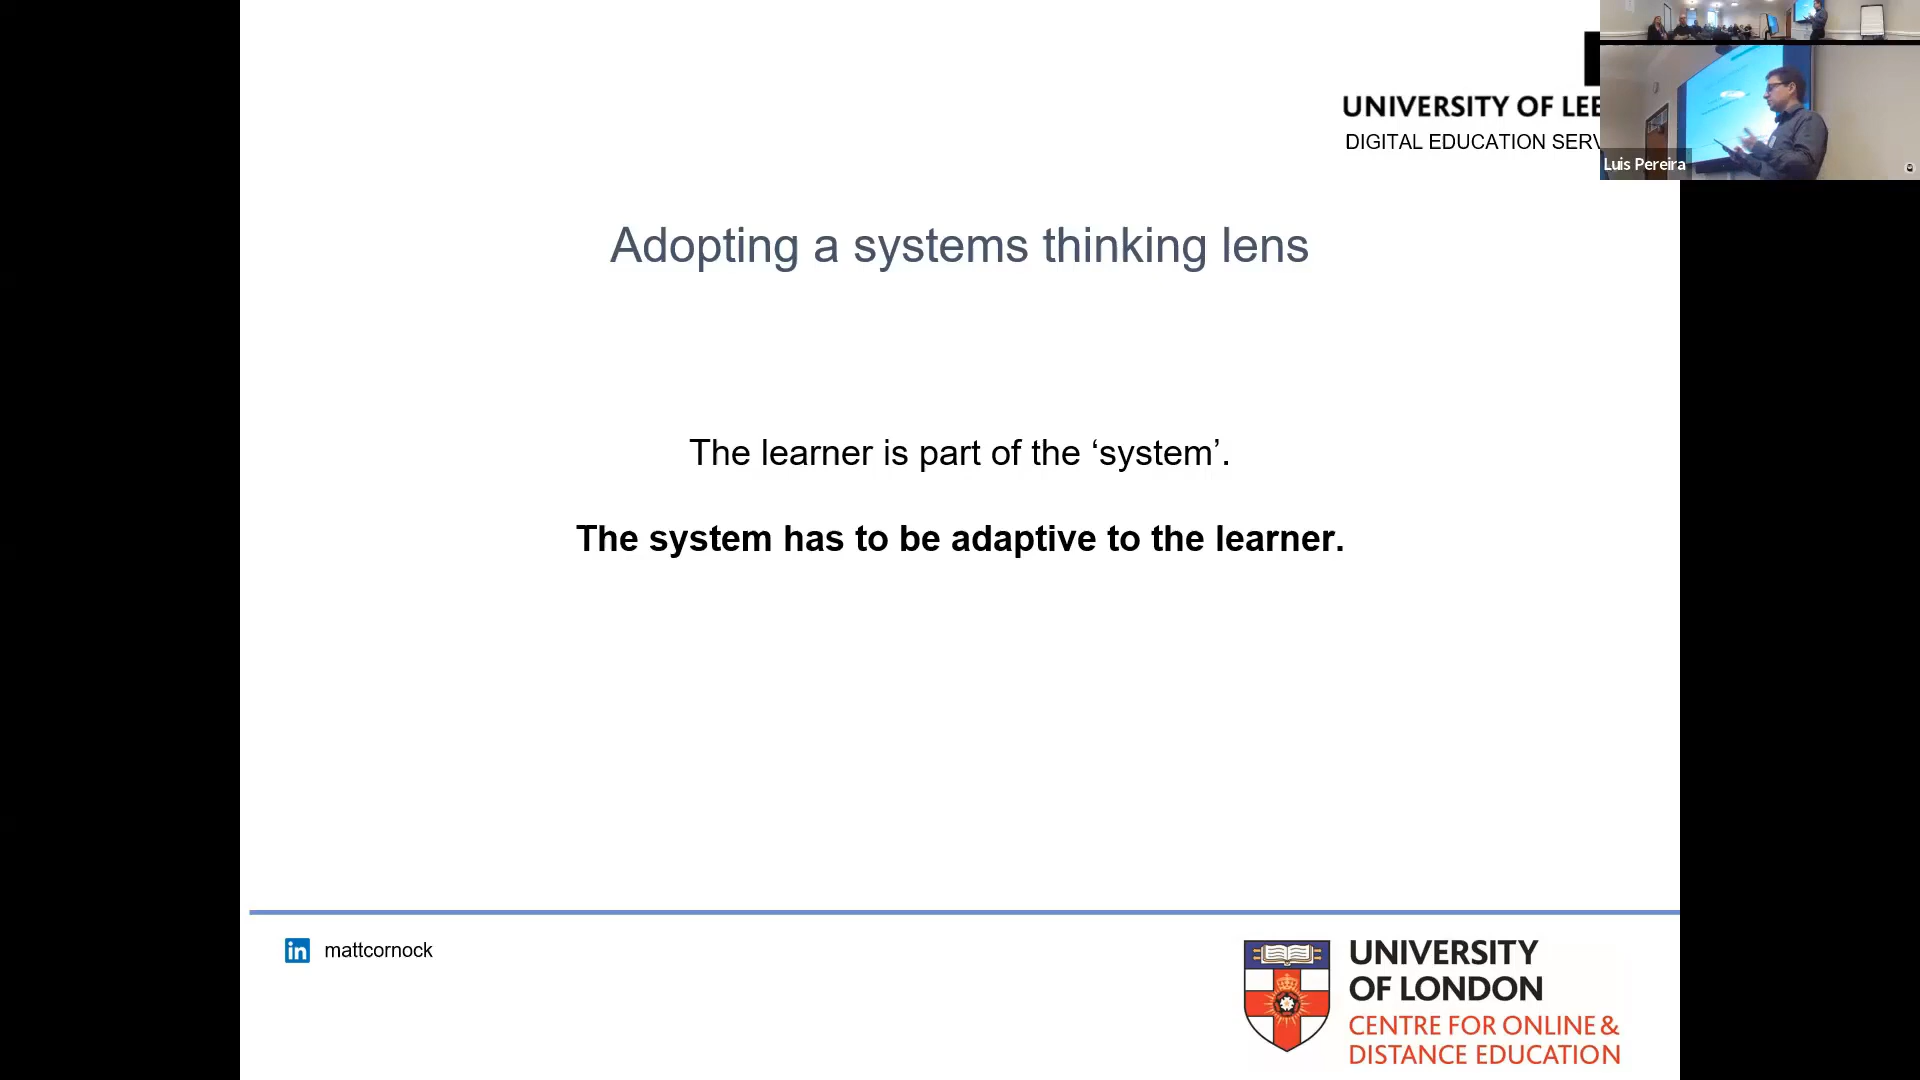 UNIVERSITY OF LEE
DIGITAL EDUCATION SERV
Luis Pereira
Adopting a systems thinking lens
The learner is part of the ‘system’.
The system has to be adaptive to the learner.
in mattcornock
UNIVERSITY
OF LONDON
CENTRE FOR ONLINE &
DISTANCE EDUCATION